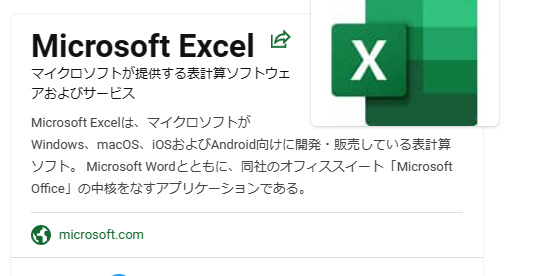 Microsoft Excel
マイクロソフトが提供する表計算ソフトウェ
アおよびサービス
X
Microsoft Excelは、マイクロソフトが
Windows、macOS、iOSおよびAndroid向けに開発・販売している表計算
ソフト。 Microsoft Wordとともに、同社のオフィススイート「Microsoft
Office」の中核をなすアプリケーションである。
microsoft.com